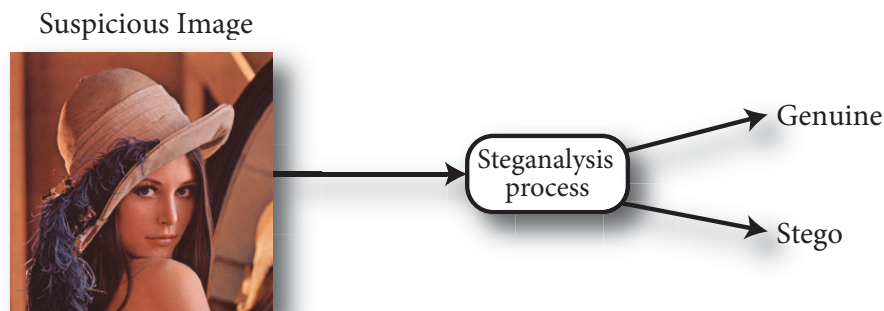 Suspicious Image
Steganalysis
process
Genuine
Stego